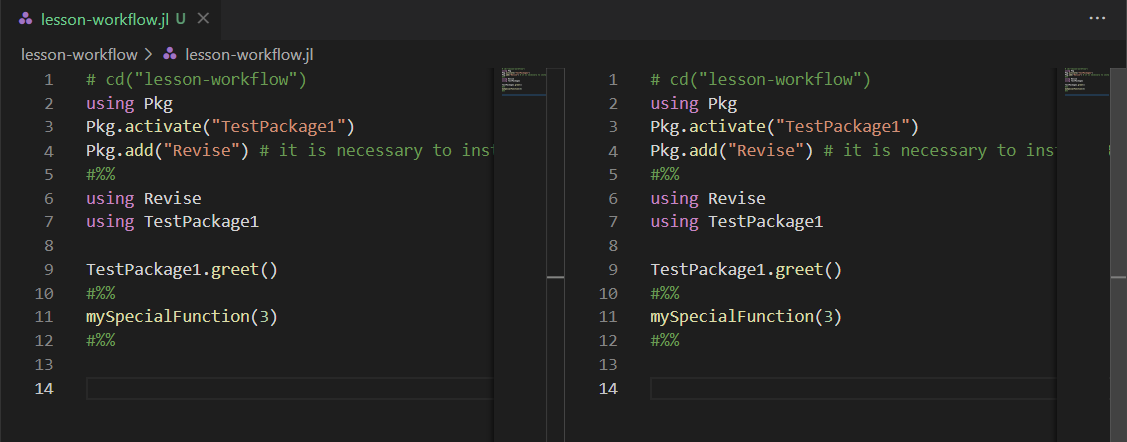 lesson-workflow.jl U
lesson-workflow > lesson-workflow.jl
1 # cd("lesson-workflow")
2 using Pkg
3 Pkg.activate("TestPackage1")
4 Pkg.add("Revise") # it is necessary to inst
5 #%%
6 using Revise
7 using TestPackage1
8
9 TestPackage1.greet()
10 #%%
11 mySpecialFunction(3)
12 #%%
13
14
1 # cd("lesson-workflow")
2 using Pkg
3 Pkg.activate("TestPackage1")
4 Pkg.add("Revise") # it is necessary to inst
5 #%%
6 using Revise
7 using TestPackage1
8
9 TestPackage1.greet()
10 #%%
11 mySpecialFunction(3)
12 #%%
13
14